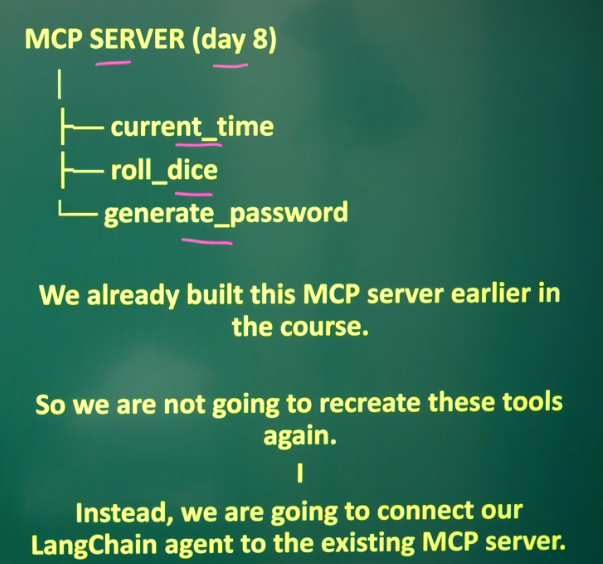 MCP SERVER (day 8)
current_time
roll_dice
generate_password
We already built this MCP server earlier in
the course.
So we are not going to recreate these tools
again.
Instead, we are going to connect our
LangChain agent to the existing MCP server.